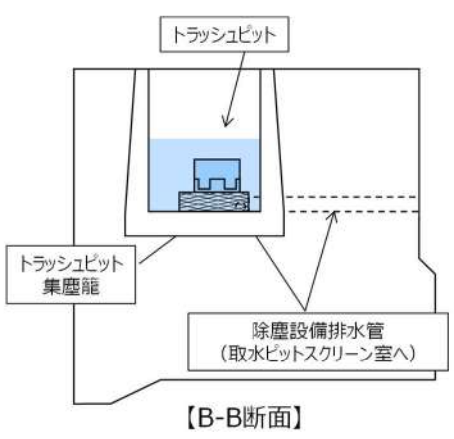 トラッシュピット
トラッシュピット
集塵籠
除塵設備排水管
（取水ピットスクリーン室へ）
【B-B断面】